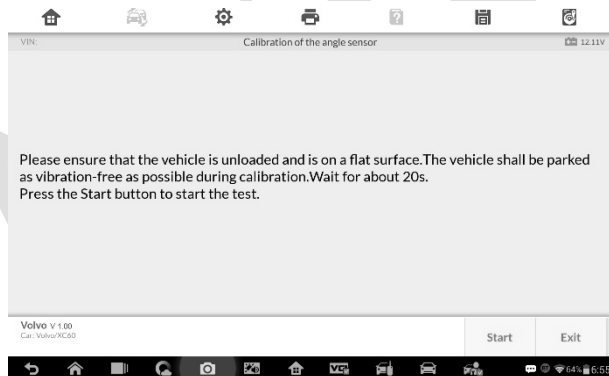 VIN:
Calibration of the angle sensor
12.11V
Please ensure that the vehicle is unloaded and is on a flat surface.The vehicle shall be parked
as vibration-free as possible during calibration.Wait for about 20s.
Press the Start button to start the test.
Volvo V 1.00
Car: Volvo/XC60
Start
Exit
64%
6:55